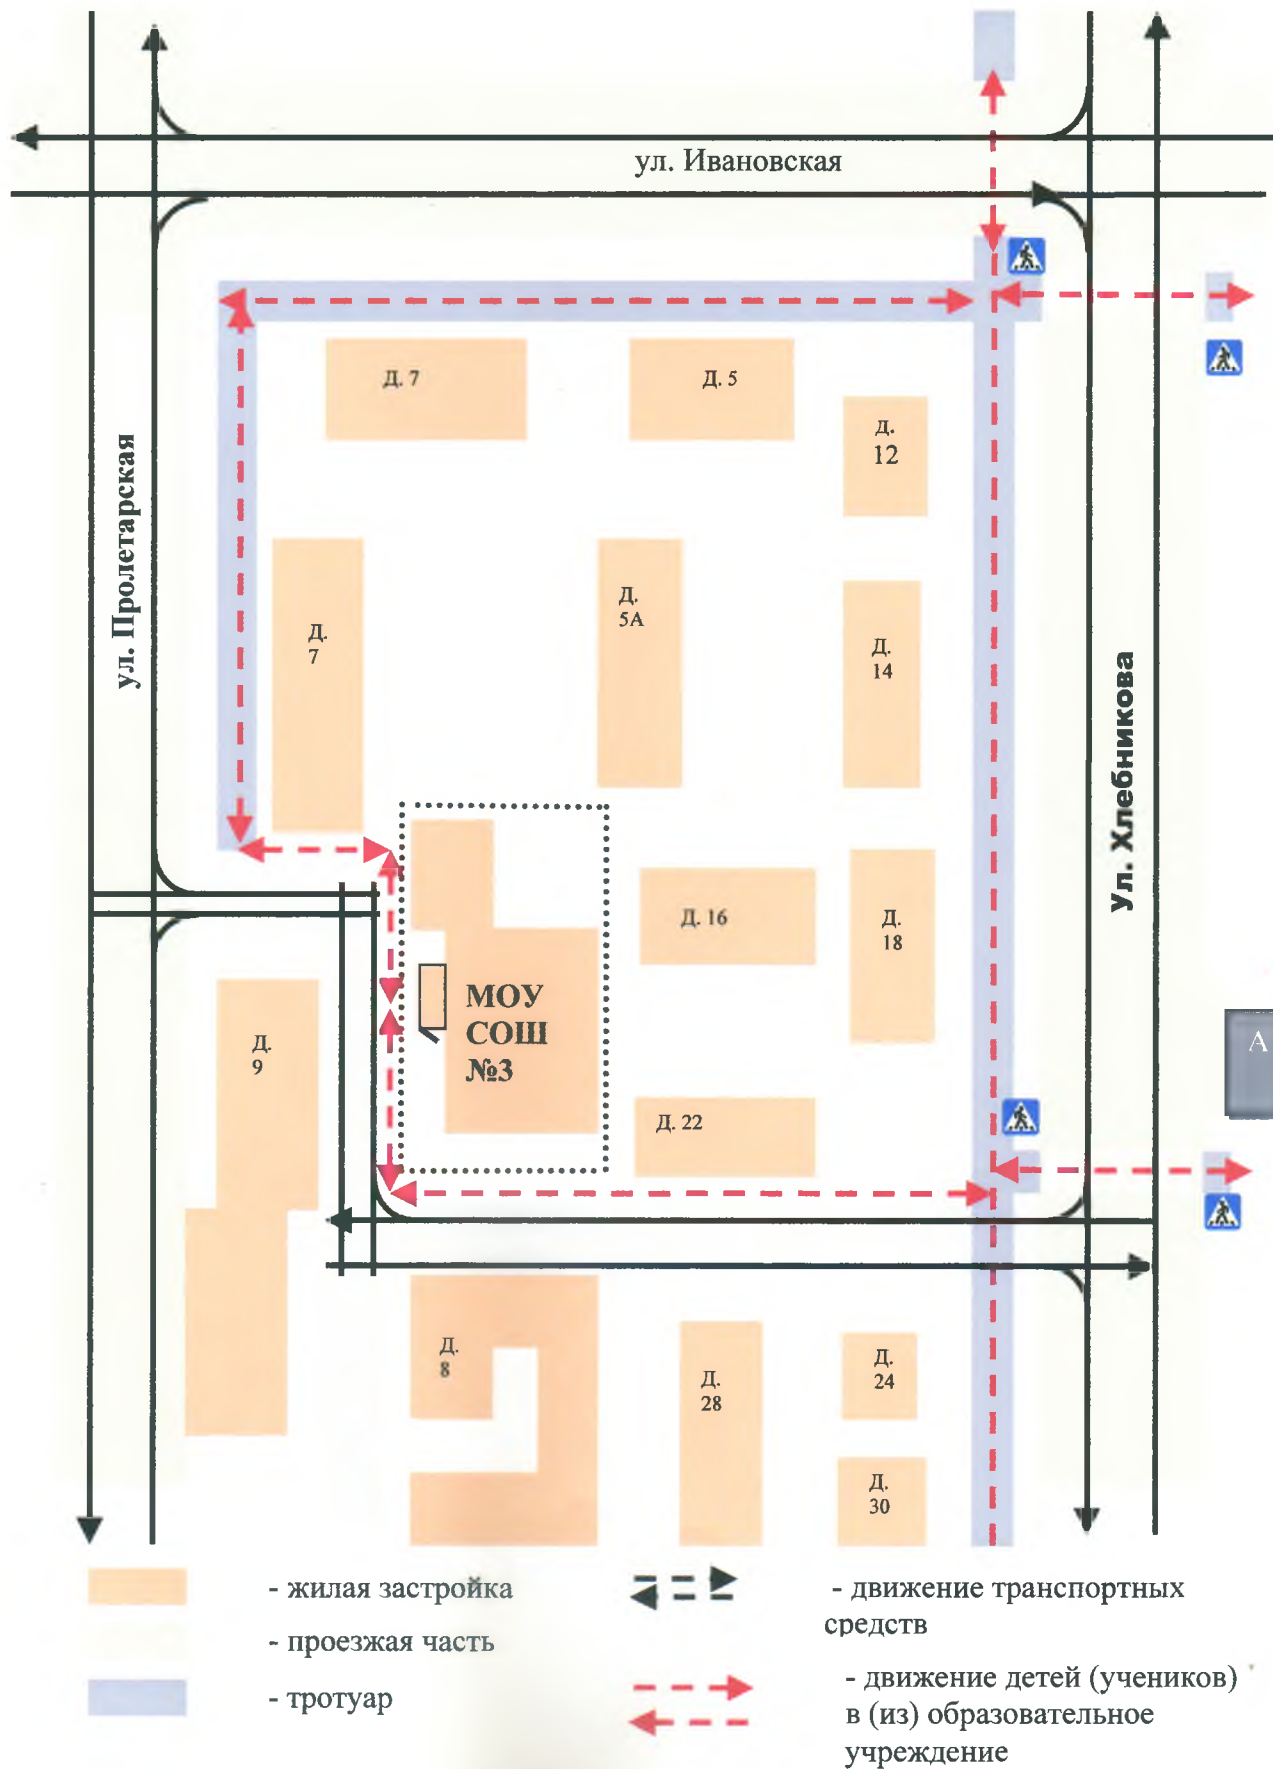 ул. Ивановская
Д. 7
Д. 5
Д.
12
ул. Пролетарская
Д.
7
Д.
5А
Д.
14
Ул. Хлебникова
Д. 16
Д.
18
МОУ
СОШ
№3
Д.
9
А
Д. 22
Д.
8
Д.
28
Д.
24
Д.
30
- жилая застройка
- проезжая часть
- тротуар
- движение транспортных
средств
- движение детей (учеников)
в (из) образовательное
учреждение